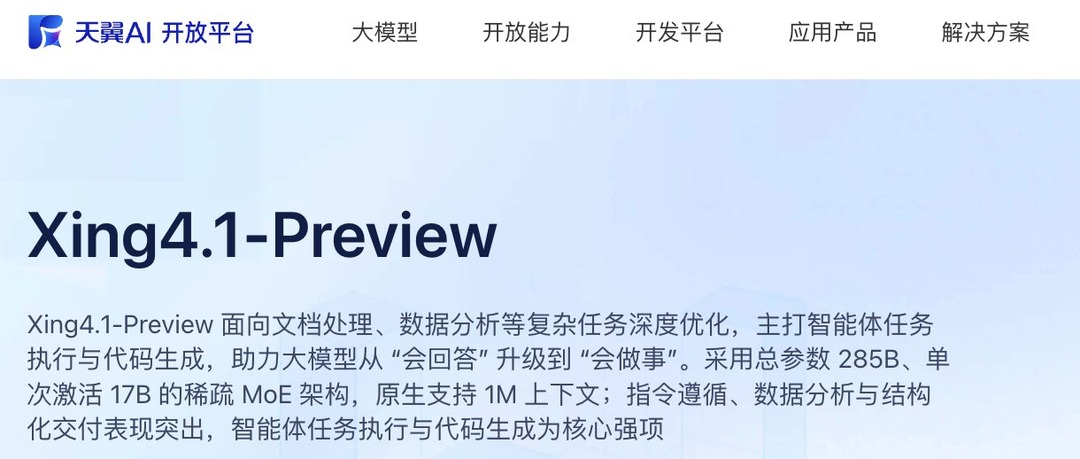 天翼AI 开放平台 大模型 开放能力 开发平台 应用产品 解决方案
Xing4.1-Preview
Xing4.1-Preview 面向文档处理、数据分析等复杂任务深度优化，主打智能体任务
执行与代码生成，助力大模型从 “会回答” 升级到 “会做事”。采用总参数 285B、单
次激活 17B 的稀疏 MoE 架构，原生支持 1M 上下文；指令遵循、数据分析与结构
化交付表现突出，智能体任务执行与代码生成为核心强项